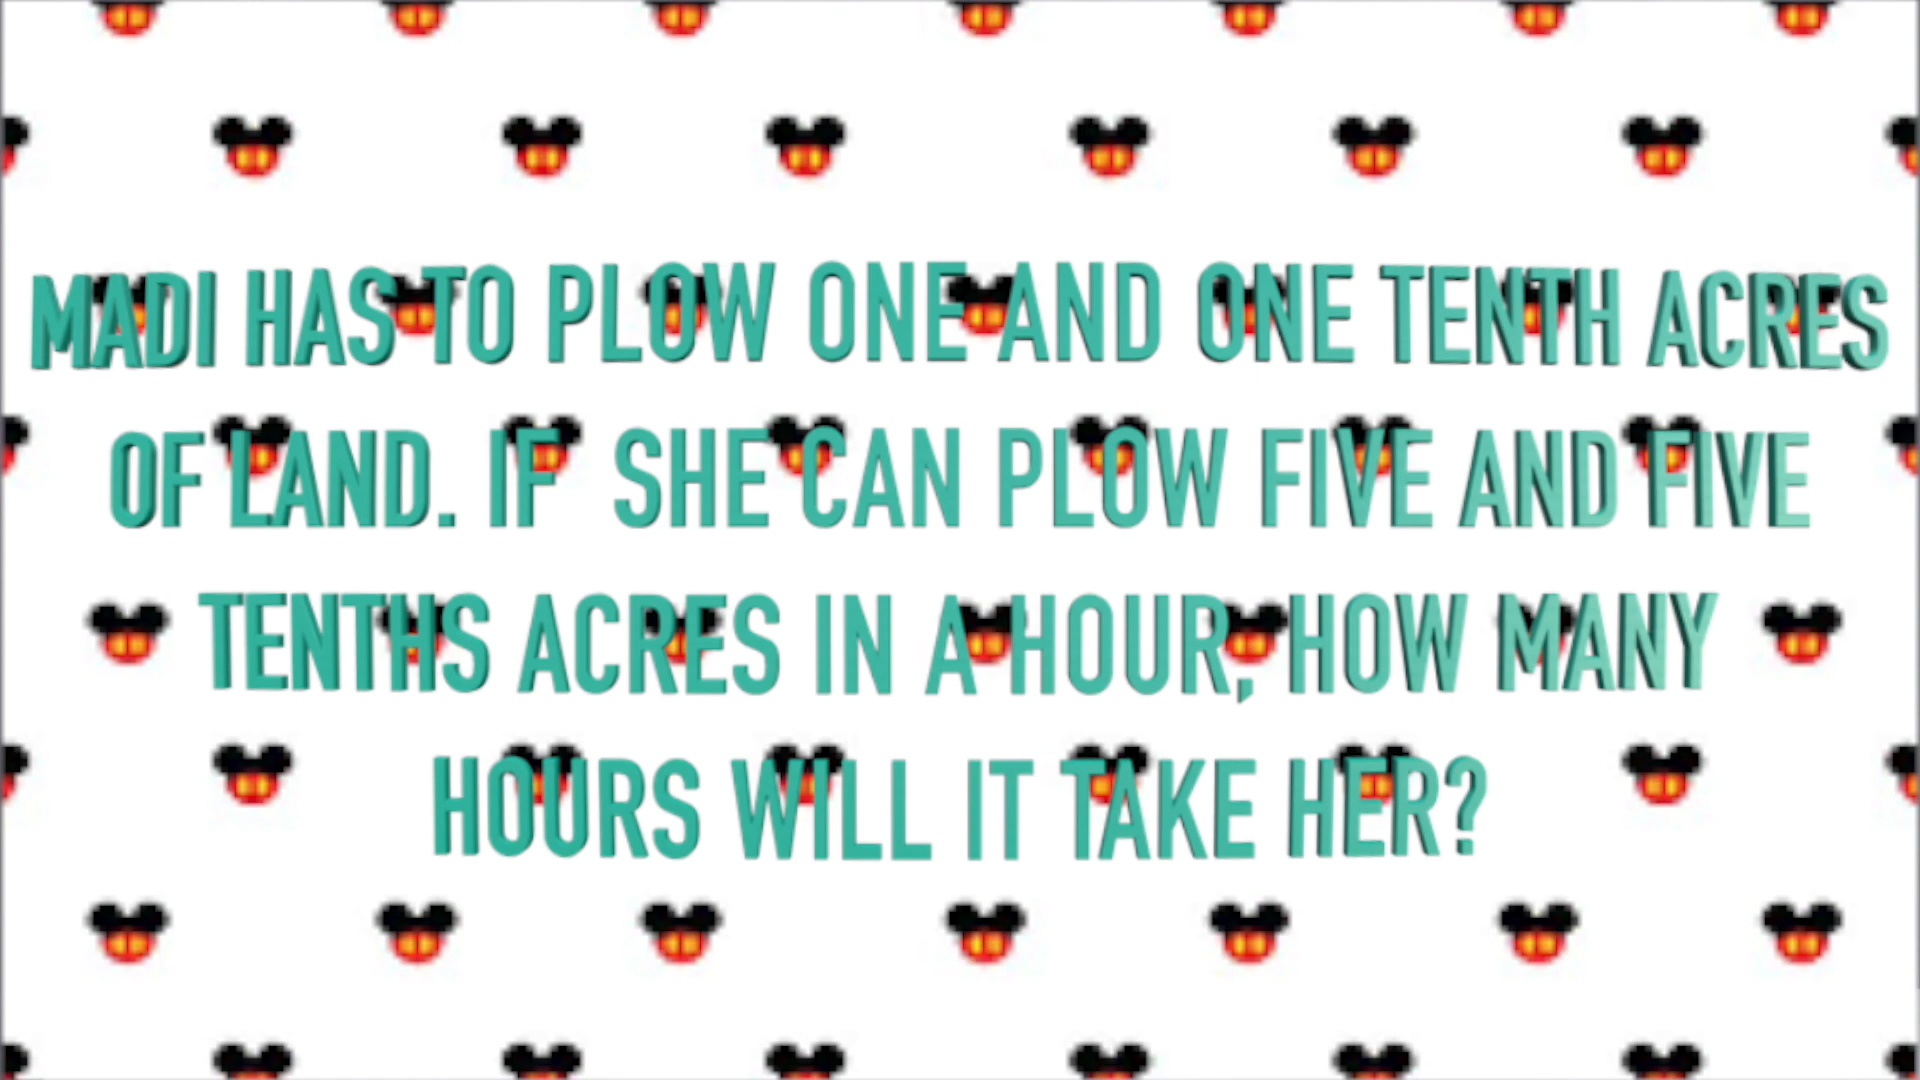 MADI HAS TO PLOW ONE AND ONE TENTH ACRES
OF LAND. IF SHE CAN PLOW FIVE AND FIVE
TENTHS ACRES IN A HOUR, HOW MANY
HOURS WILL IT TAKE HER?